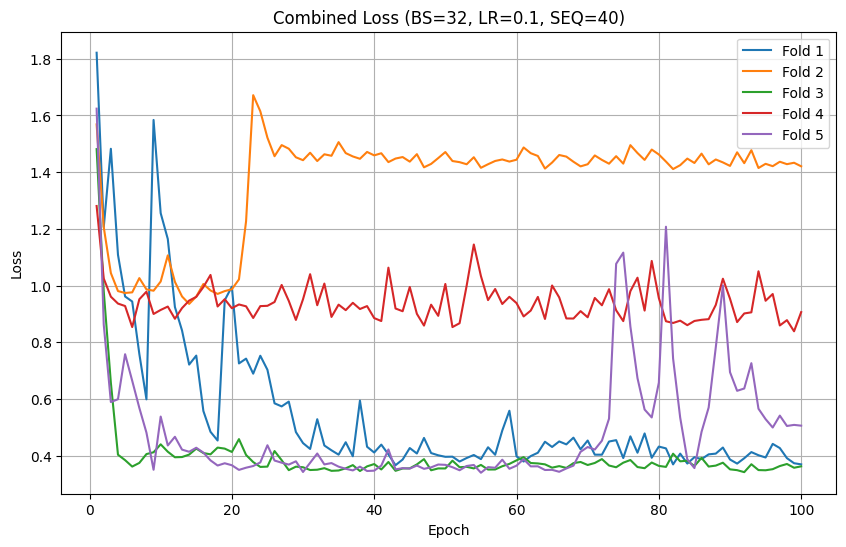 Combined Loss (BS=32, LR=0.1, SEQ=40)
Fold 1
Fold 2
Fold 3
Fold 4
Fold 5
1.8
1.6
1.4
1.2
1.0
0.8
0.6
0.4
Loss
0 20 40 60 80 100
Epoch